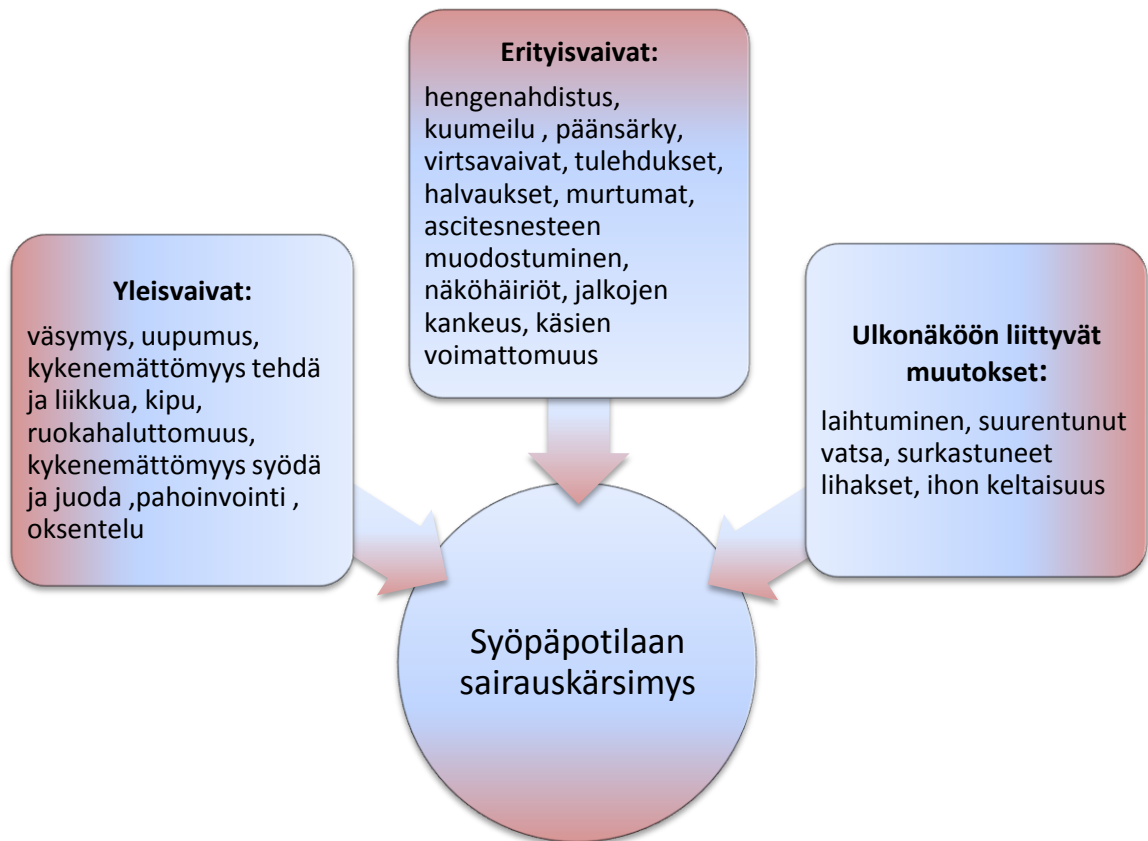 Erityisvaivat:
hengenahdistus,
kuumeilu , päänsärky,
virtsavaivat, tulehdukset,
halvaukset, murtumat,
ascitesnesteen
muodostuminen,
näköhäiriöt, jalkojen
kankeus, käsien
voimattomuus
Yleisvaivat:
väsymys, uupumus,
kykenemättömyys tehdä
ja liikkua, kipu,
ruokahaluttomuus,
kykenemättömyys syödä
ja juoda ,pahoinvointi ,
oksentelu
Ulkonäköön liittyvät
muutokset:
laihtuminen, suurentunut
vatsa, surkastuneet
lihakset, ihon keltaisuus
Syöpäpotilaan
sairauskärsimys